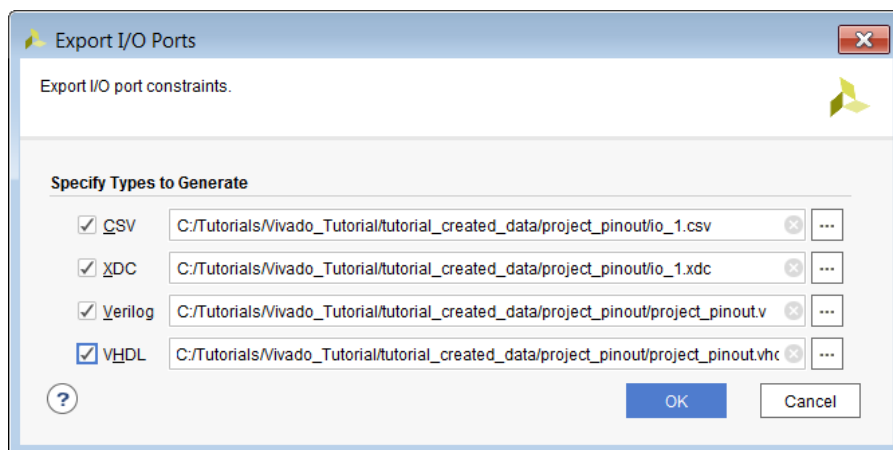 Export I/O Ports
Export I/O port constraints.
Specify Types to Generate
CSV C:/Tutorials/Vivado_Tutorial/tutorial_created_data/project_pinout/io_1.csv ...
XDC C:/Tutorials/Vivado_Tutorial/tutorial_created_data/project_pinout/io_1.xdc ...
Verilog C:/Tutorials/Vivado_Tutorial/tutorial_created_data/project_pinout/project_pinout.v ...
VHDL C:/Tutorials/Vivado_Tutorial/tutorial_created_data/project_pinout/project_pinout.vhd ...
? OK Cancel